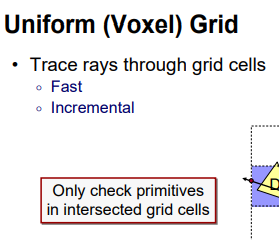 Uniform (Voxel) Grid
• Trace rays through grid cells
○ Fast
○ Incremental
Only check primitives
in intersected grid cells
D